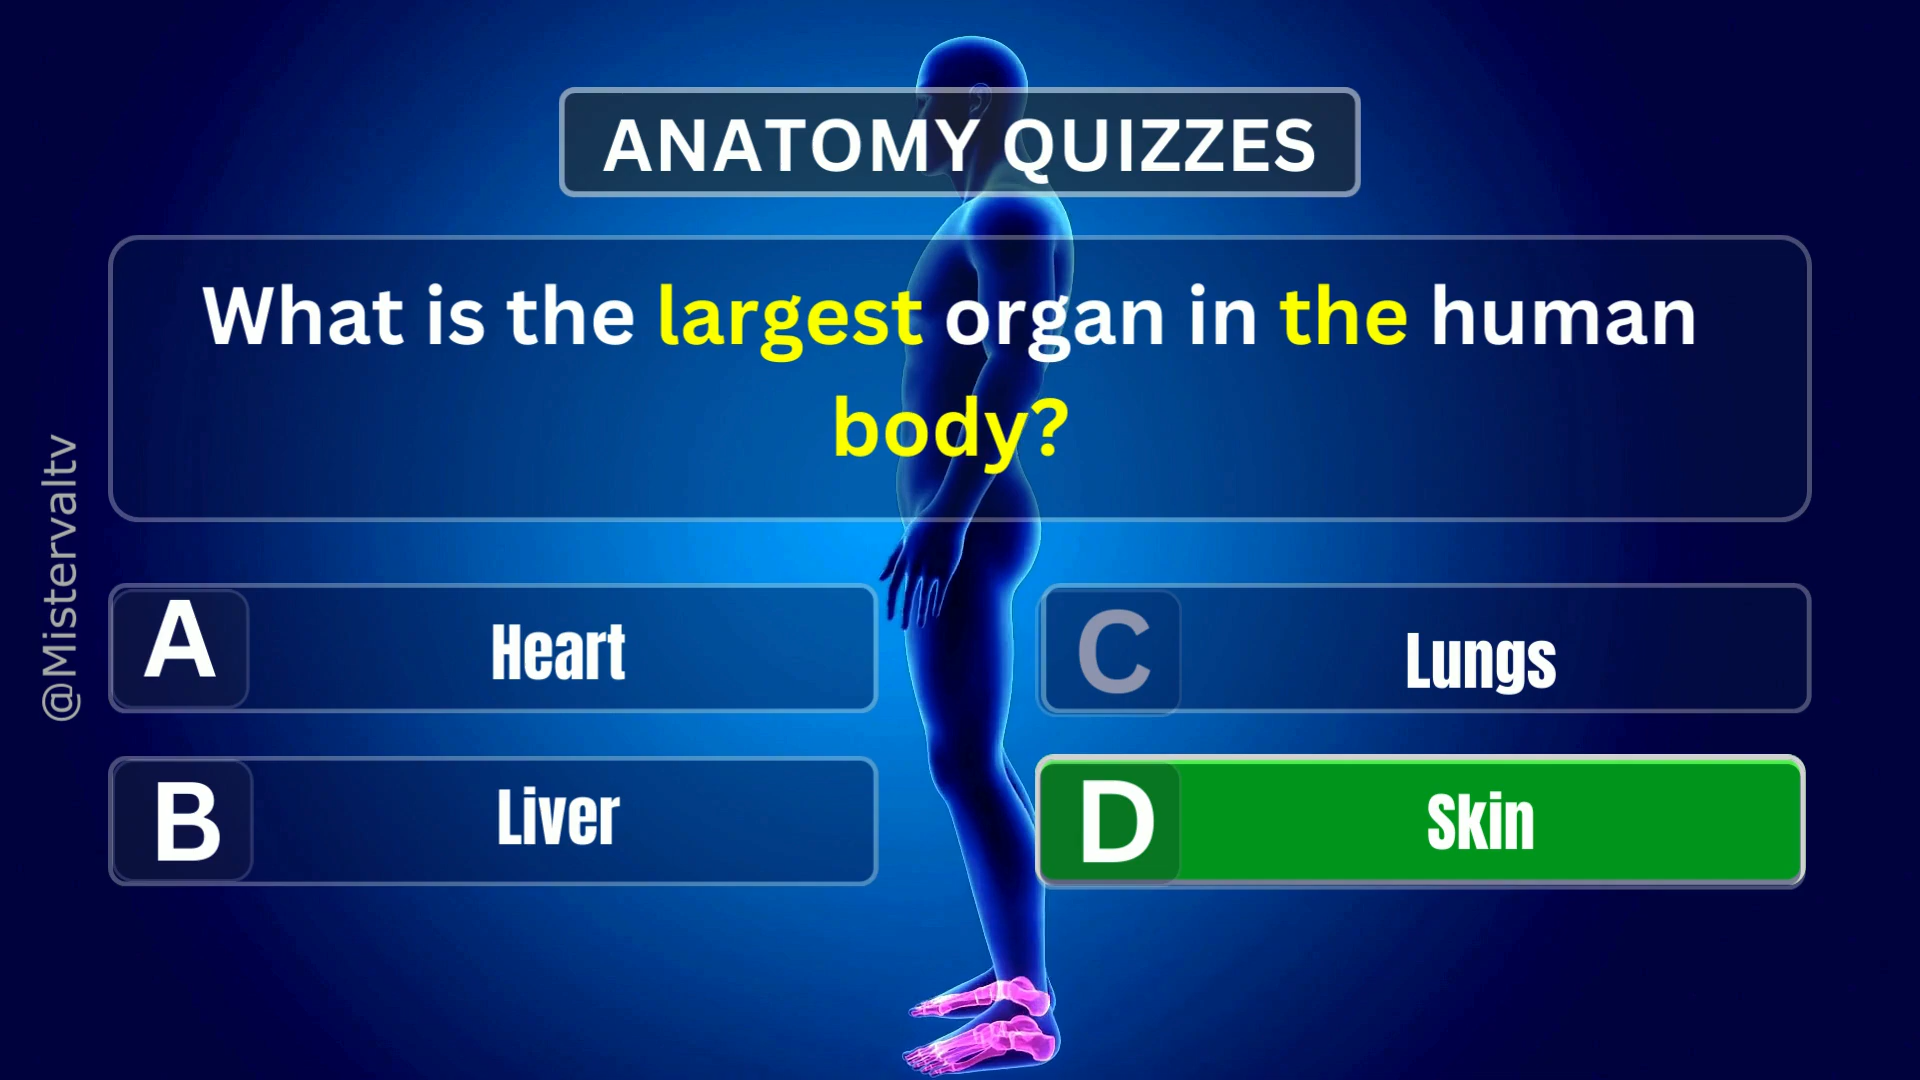 ANATOMY QUIZZES
What is the largest organ in the human
body?
@Mistervaltv
A Heart
C Lungs
B Liver
D Skin